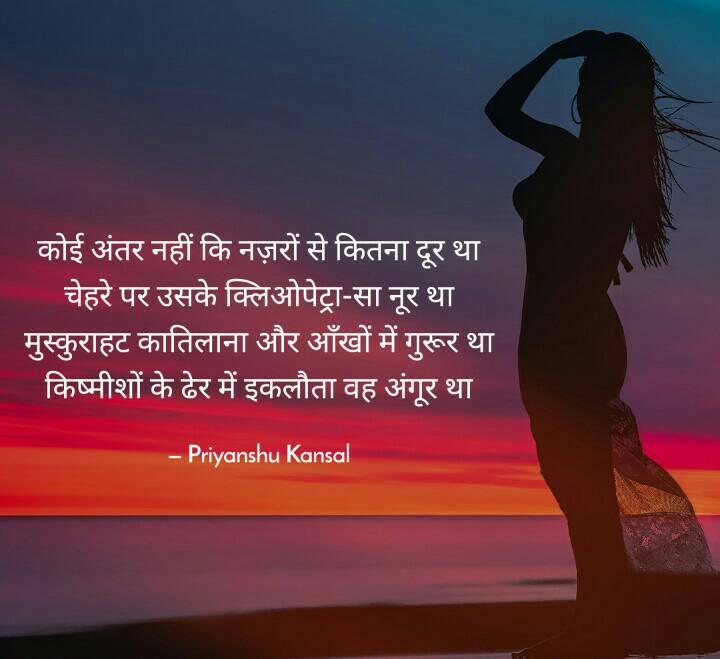 कोई अंतर नहीं कि नज़रों से कितना दूर था
चेहरे पर उसके क्लिओपेट्रा-सा नूर था
मुस्कुराहट कातिलाना और आँखों में गुरूर था
किष्मीशों के ढेर में इकलौता वह अंगूर था
– Priyanshu Kansal